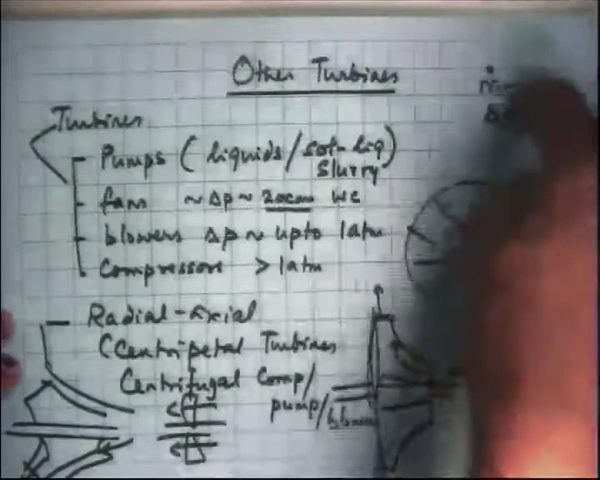 Other Turbines
Turbines
Pumps ( liquids / sol-liq )
slurry
fans ~ Δp ~ 20cm WC
blowers Δp ~ upto 1atm
Compressors > 1atm
Radial-axial
(Centripetal Turbines
Centrifugal Comp/
pump/